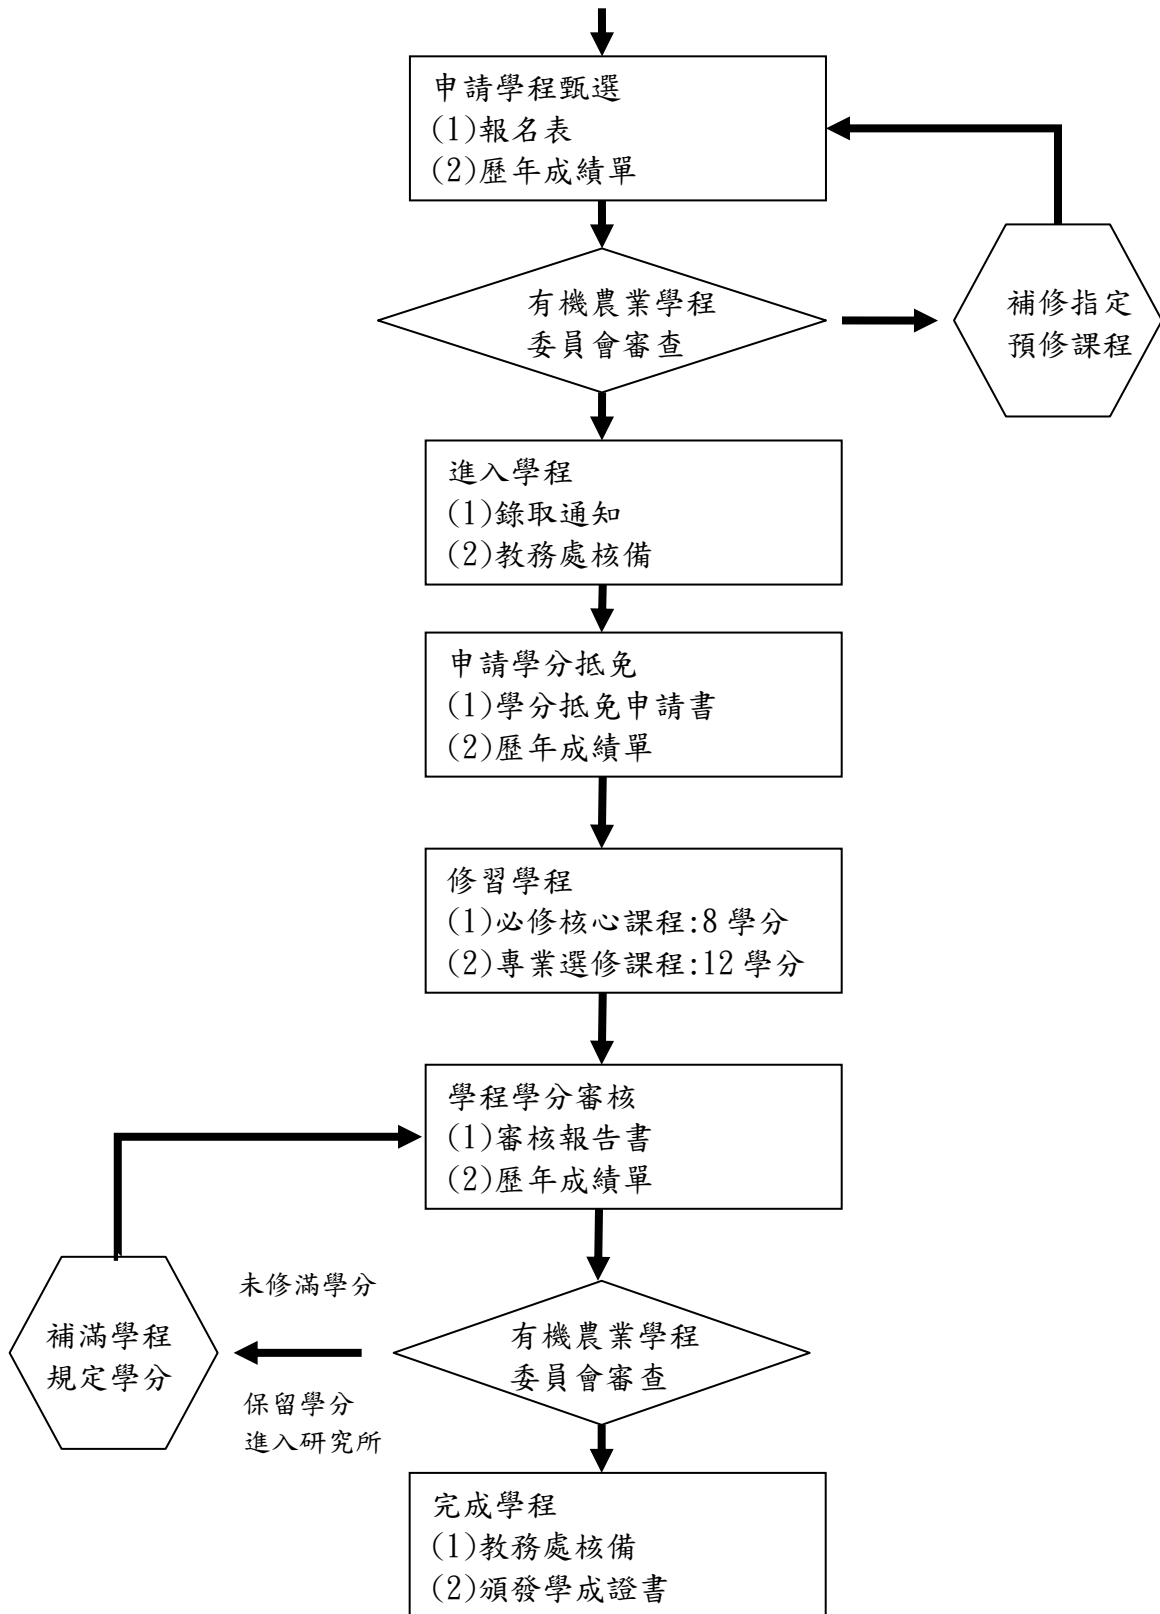 申請學程甄選
(1)報名表
(2)歷年成績單
有機農業學程
委員會審查
補修指定
預修課程
進入學程
(1)錄取通知
(2)教務處核備
申請學分抵免
(1)學分抵免申請書
(2)歷年成績單
修習學程
(1)必修核心課程:8 學分
(2)專業選修課程:12 學分
學程學分審核
(1)審核報告書
(2)歷年成績單
未修滿學分
補滿學程
規定學分
保留學分
進入研究所
有機農業學程
委員會審查
完成學程
(1)教務處核備
(2)頒發學成證書